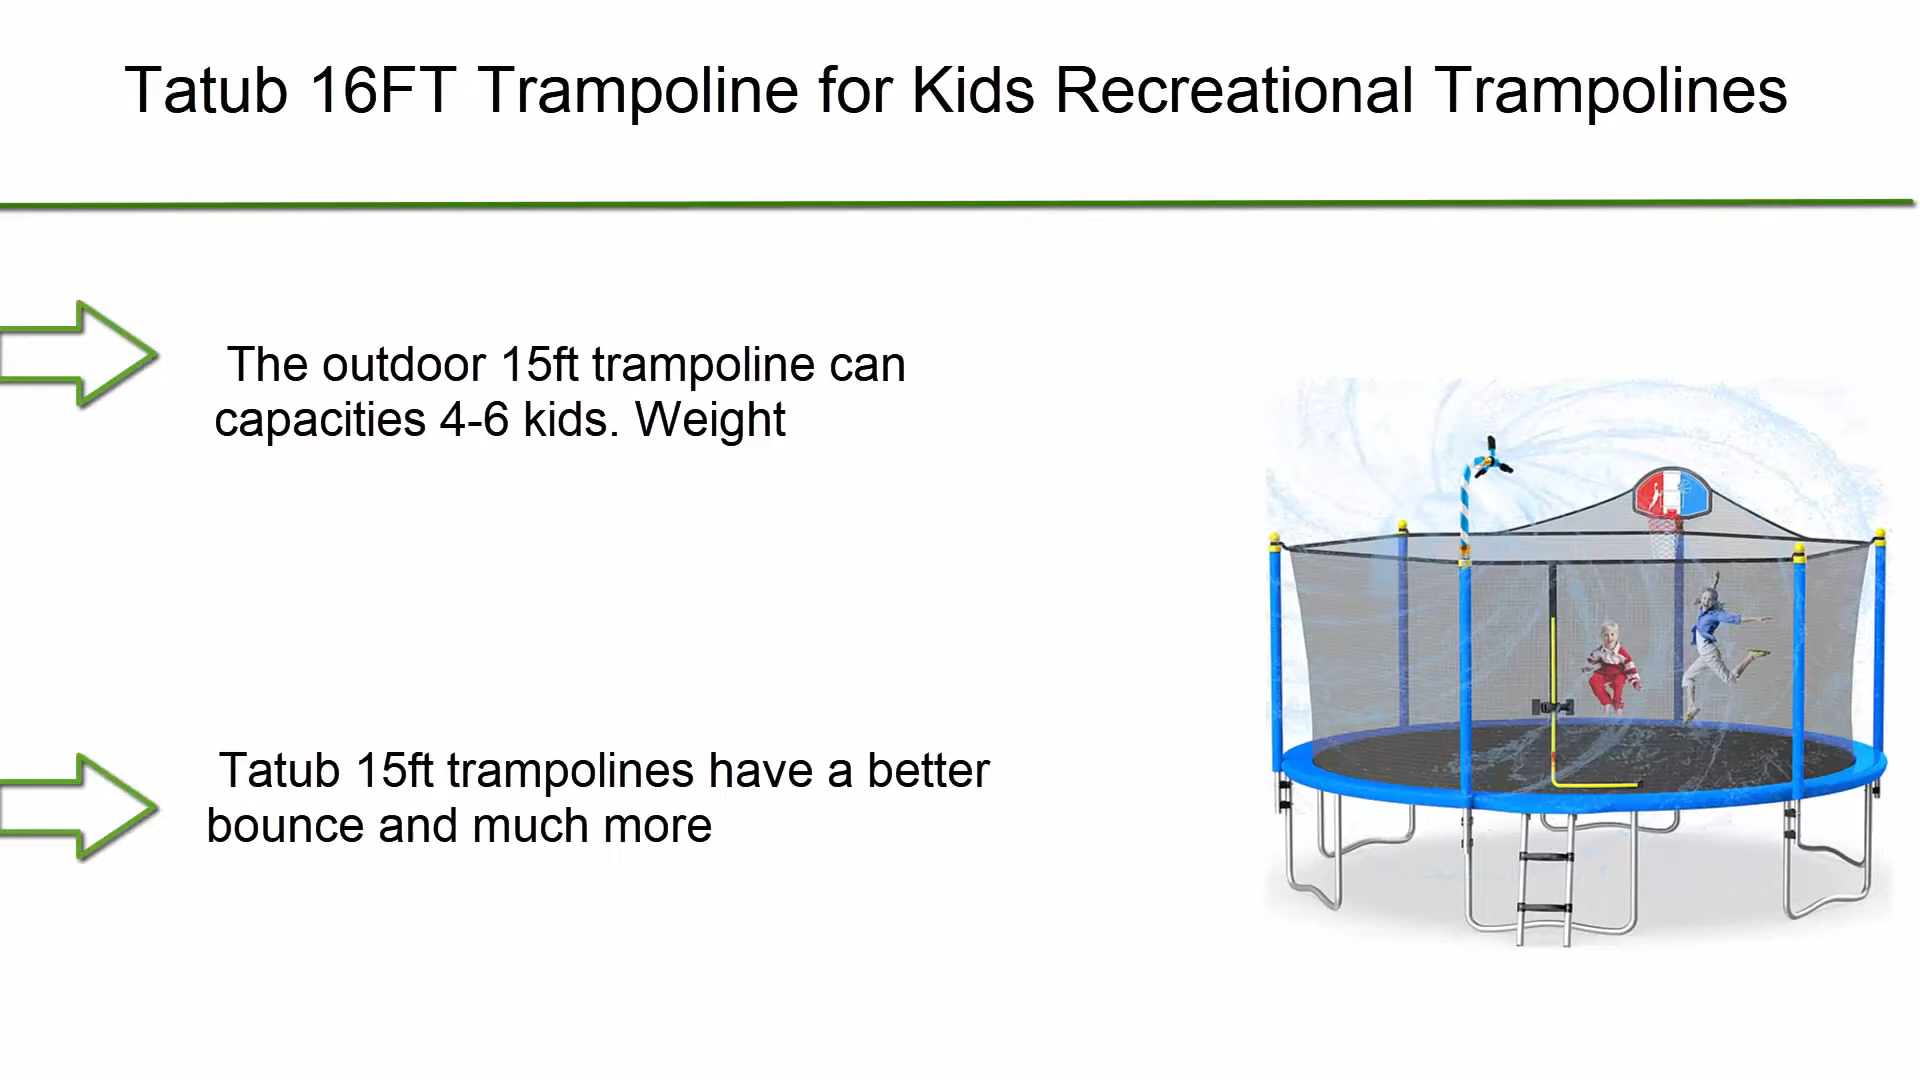 Tatub 16FT Trampoline for Kids Recreational Trampolines
The outdoor 15ft trampoline can
capacities 4-6 kids. Weight
Tatub 15ft trampolines have a better
bounce and much more